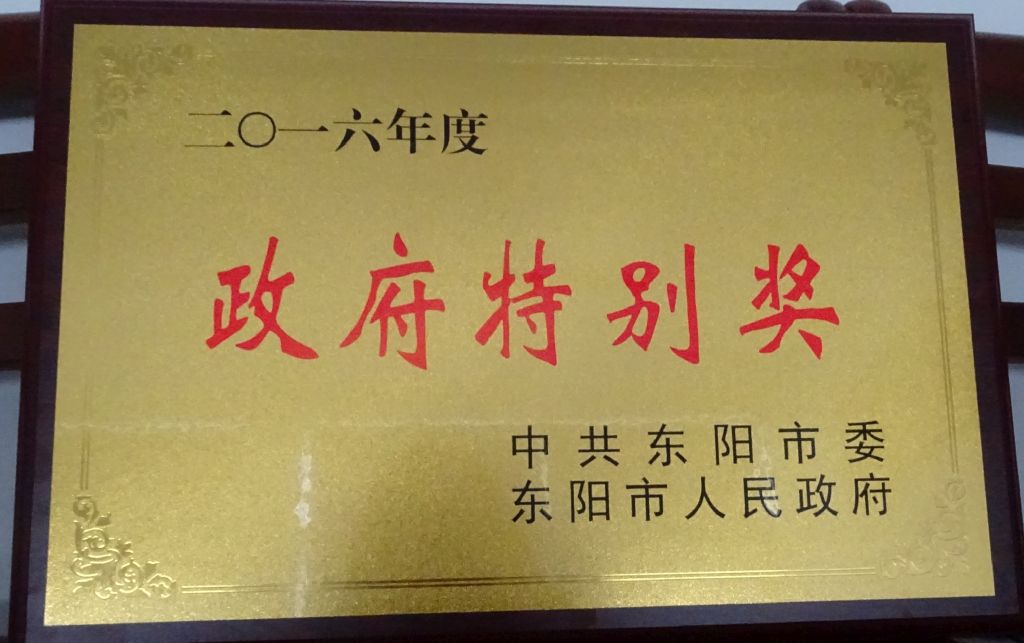 二〇一六年度
政府特别奖
中共东阳市委
东阳市人民政府